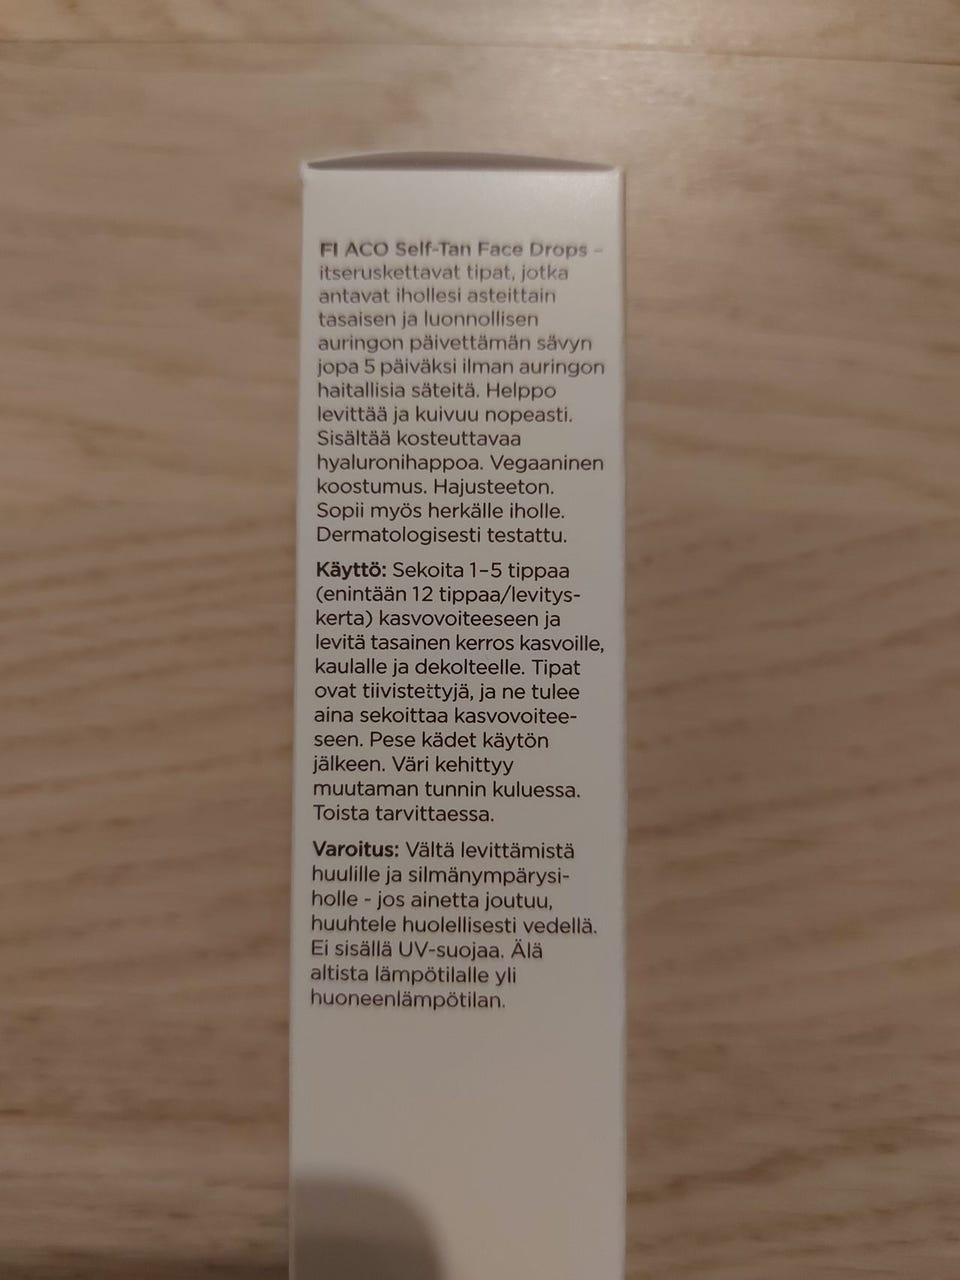 FI ACO Self-Tan Face Drops –
itseruskettavat tipat, jotka
antavat ihollesi asteittain
tasaisen ja luonnollisen
auringon päivettämän sävyn
jopa 5 päiväksi ilman auringon
haitallisia säteitä. Helppo
levittää ja kuivuu nopeasti.
Sisältää kosteuttavaa
hyaluronihappoa. Vegaaninen
koostumus. Hajusteeton.
Sopii myös herkälle iholle.
Dermatologisesti testattu.
Käyttö: Sekoita 1–5 tippaa
(enintään 12 tippaa/levitys-
kerta) kasvovoiteeseen ja
levitä tasainen kerros kasvoille,
kaulalle ja dekolteelle. Tipat
ovat tiivistettyjä, ja ne tulee
aina sekoittaa kasvovoitee-
seen. Pese kädet käytön
jälkeen. Väri kehittyy
muutaman tunnin kuluessa.
Toista tarvittaessa.
Varoitus: Vältä levittämistä
huulille ja silmänympärysi-
holle - jos ainetta joutuu,
huuhtele huolellisesti vedellä.
Ei sisällä UV-suojaa. Älä
altista lämpötilalle yli
huoneenlämpötilan.